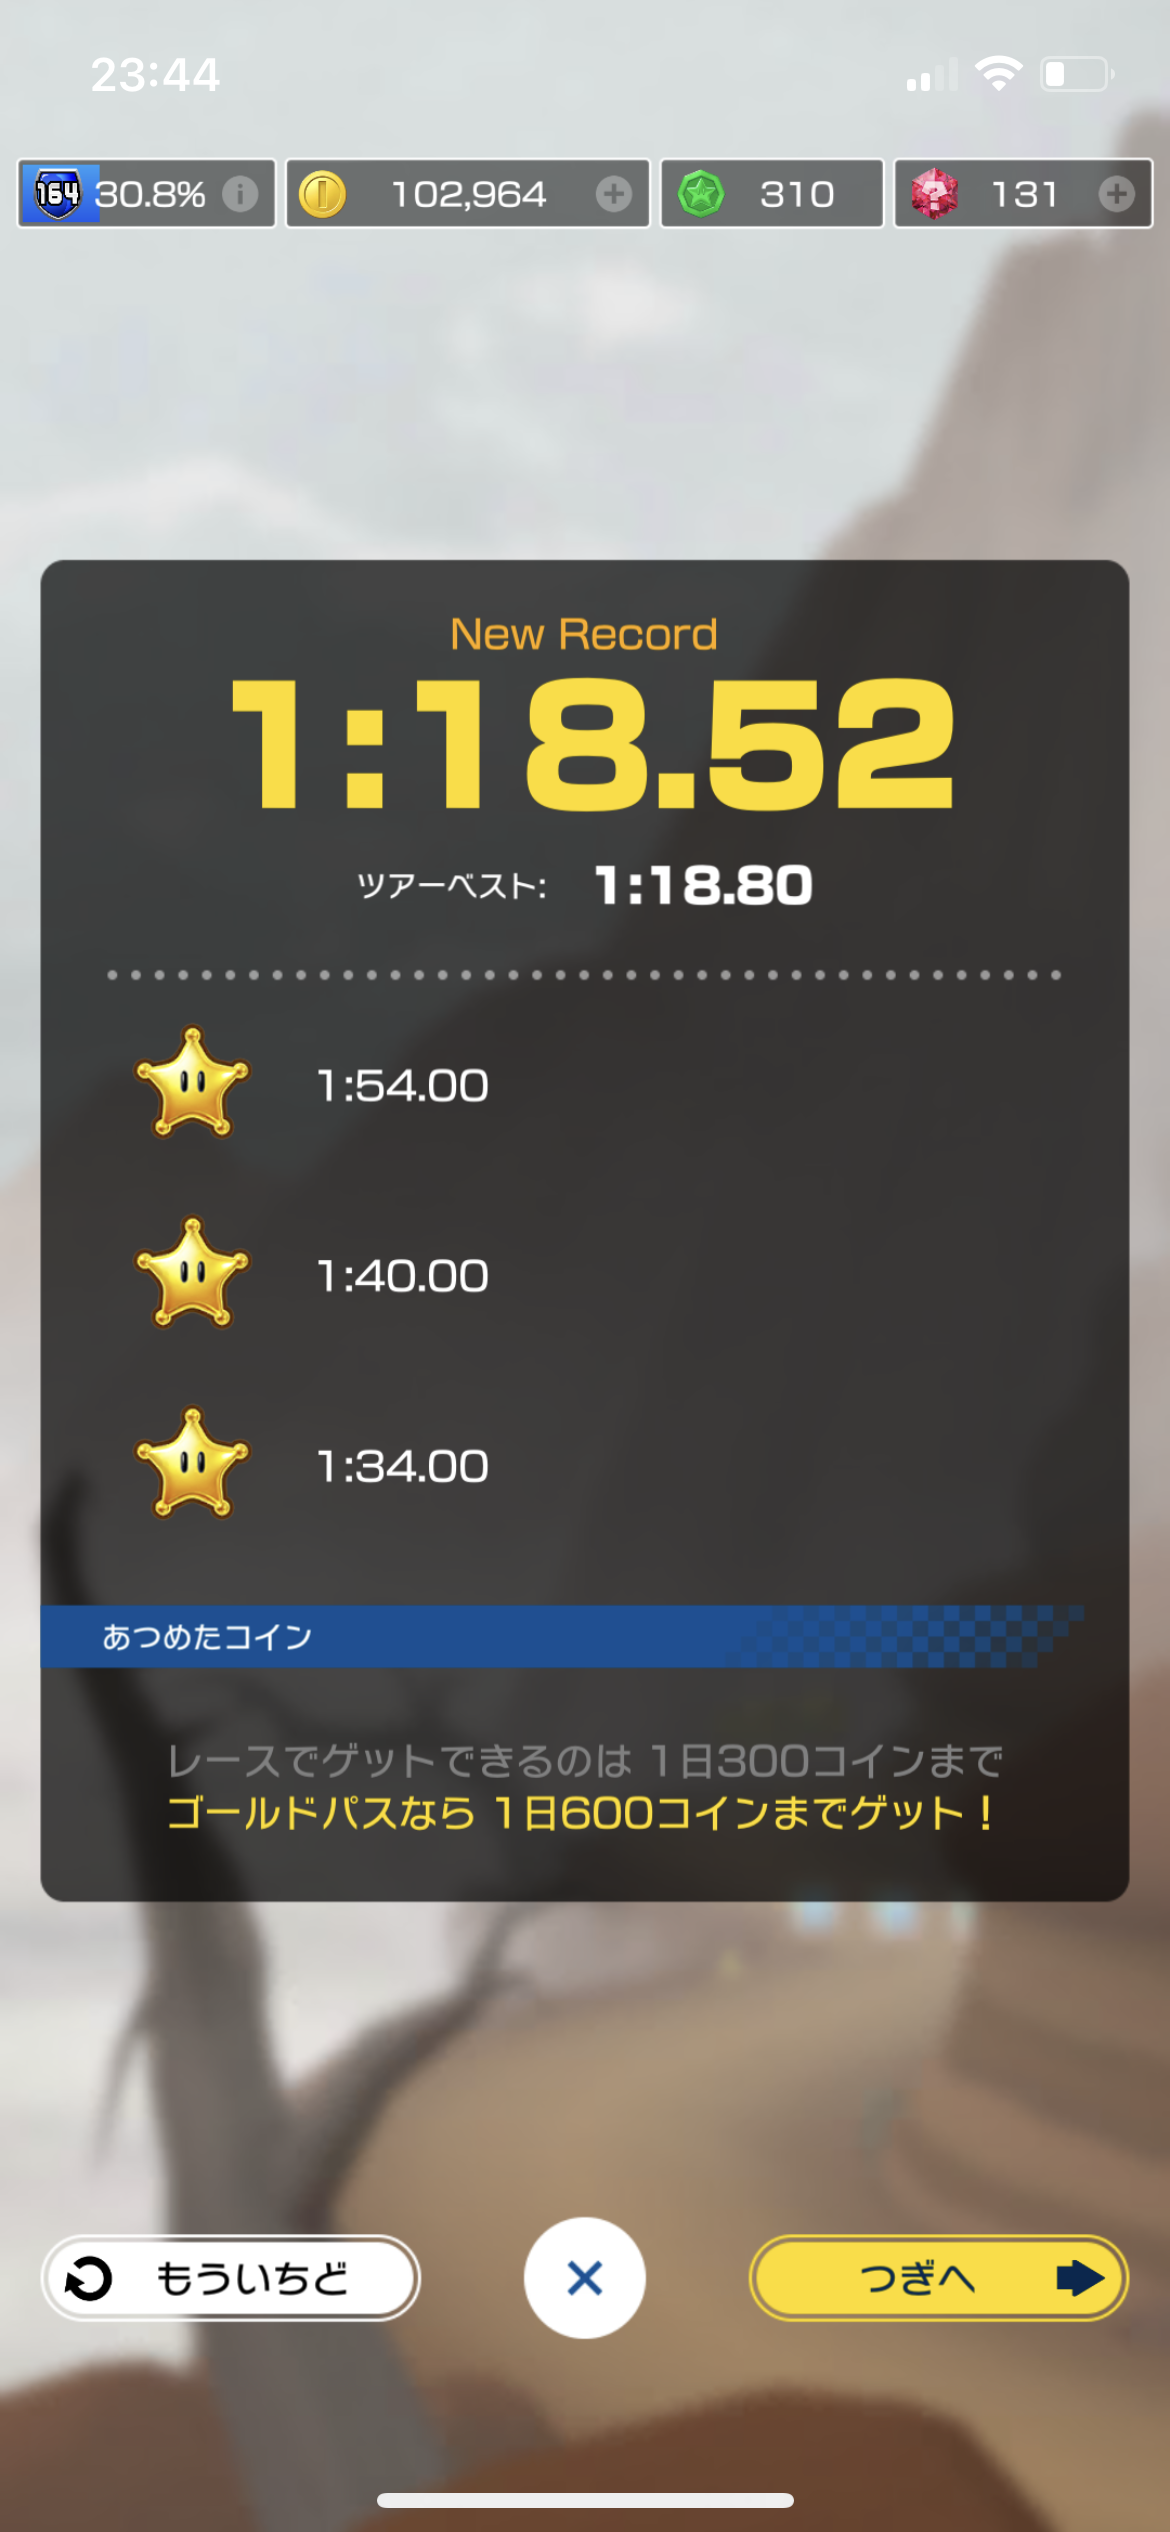 23:44
164 30.8% i 102,964 + 310 ? 131 +
New Record
1:18.52
ツアーベスト: 1:18.80
1:54.00
1:40.00
1:34.00
あつめたコイン
レースでゲットできるのは 1日300コインまで
ゴールドパスなら 1日600コインまでゲット！
もういちど × つぎへ